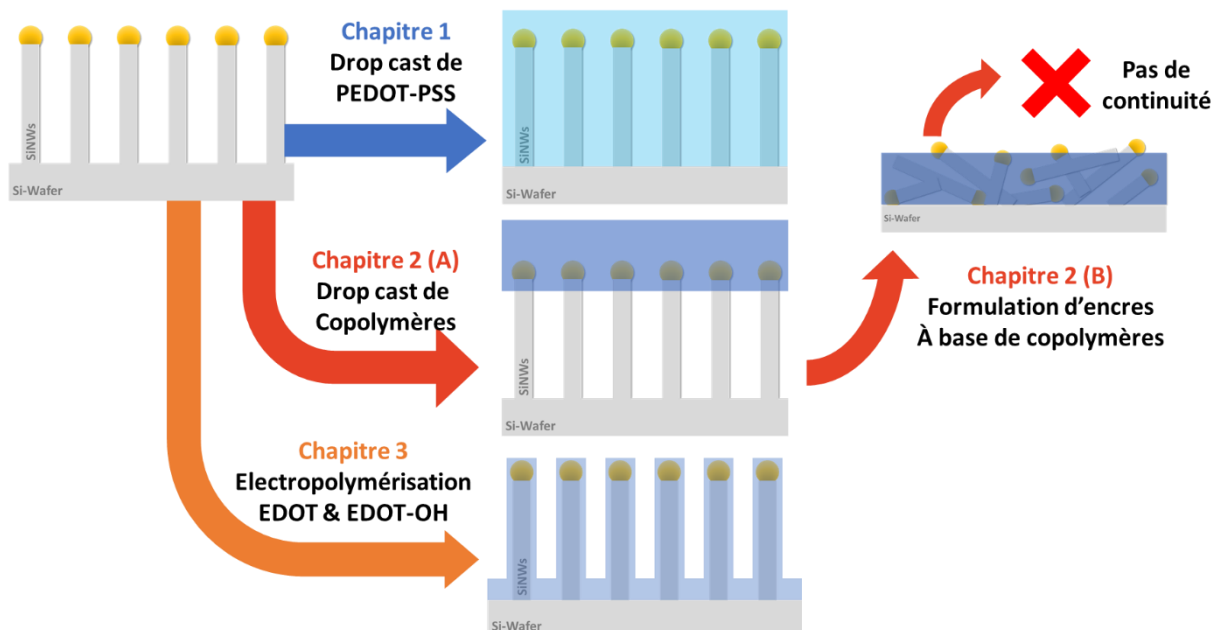 SiNWs
Si-Wafer
Chapitre 1
Drop cast de
PEDOT-PSS
SiNWs
Si-Wafer
Chapitre 2 (A)
Drop cast de
Copolymères
SiNWs
Si-Wafer
Chapitre 3
Electropolymérisation
EDOT & EDOT-OH
SiNWs
Si-Wafer
Pas de
continuité
Si-Wafer
Chapitre 2 (B)
Formulation d'encres
À base de copolymères